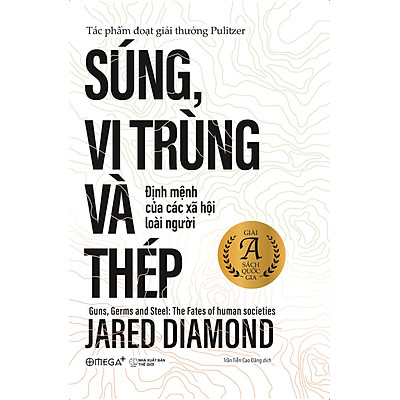 Tác phẩm đoạt giải thưởng Pulitzer
SÚNG,
VI TRÙNG
VÀ
THÉP
Định mệnh
của các xã hội
loài người
GIẢI
A
SÁCH QUỐC
GIA
Guns, Germs and Steel: The Fates of human societies
JARED DIAMOND
OMEGA+
NHÀ XUẤT BẢN
THẾ GIỚI
Trần Tiễn Cao Đăng dịch